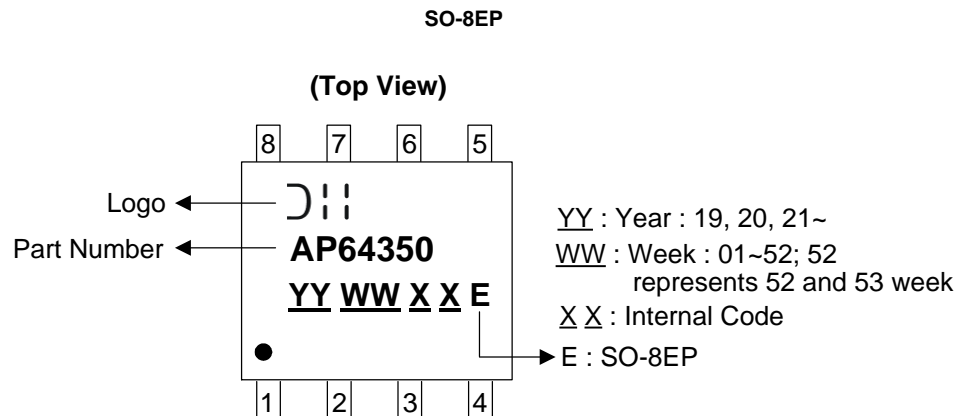 SO-8EP
(Top View)
8 7 6 5
Logo
Part Number
AP64350
YY WW X X E
YY : Year : 19, 20, 21~
WW : Week : 01~52; 52
represents 52 and 53 week
X X : Internal Code
E : SO-8EP
1 2 3 4